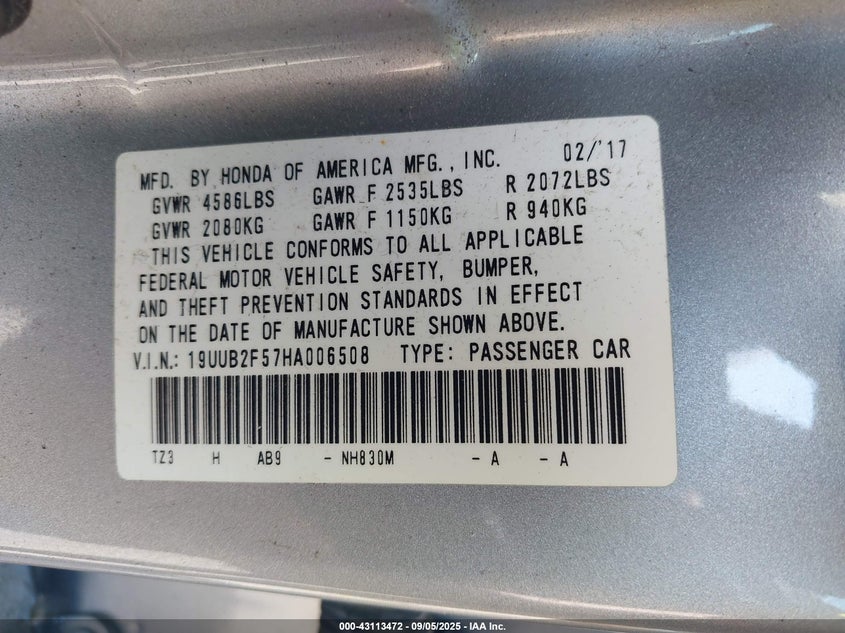 MFD. BY HONDA OF AMERICA MFG., INC. 02/'17
GVWR 4586LBS GAWR F 2535LBS R 2072LBS
GVWR 2080KG GAWR F 1150KG R 940KG
THIS VEHICLE CONFORMS TO ALL APPLICABLE
FEDERAL MOTOR VEHICLE SAFETY, BUMPER,
AND THEFT PREVENTION STANDARDS IN EFFECT
ON THE DATE OF MANUFACTURE SHOWN ABOVE.
V.I.N.: 19UUB2F57HA006508 TYPE: PASSENGER CAR
TZ3 H AB9 - NH830M - A - A
000-43113472 - 09/05/2025 - IAA Inc.